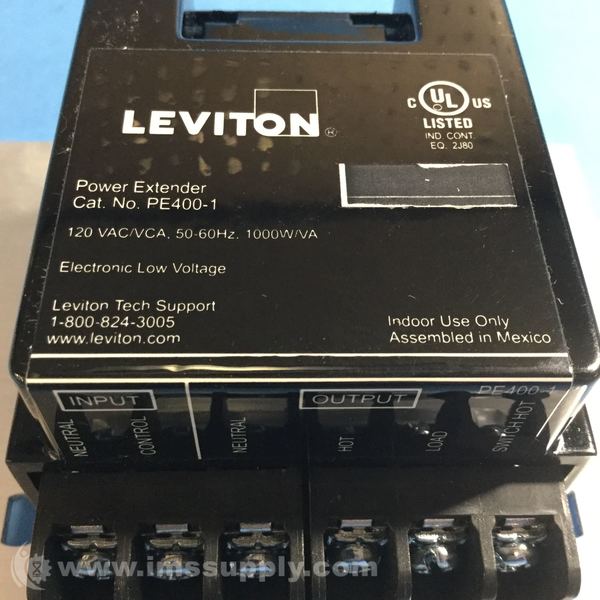 LEVITON®
C UL US
LISTED
IND. CONT.
EQ. 2J80
Power Extender
Cat. No. PE400-1
120 VAC/VCA, 50-60Hz, 1000W/VA
Electronic Low Voltage
Leviton Tech Support
1-800-824-3005
www.leviton.com
Indoor Use Only
Assembled in Mexico
PE400-1
INPUT
OUTPUT
NEUTRAL
CONTROL
NEUTRAL
HOT
LOAD
SWITCH HOT
www.imssupply.com